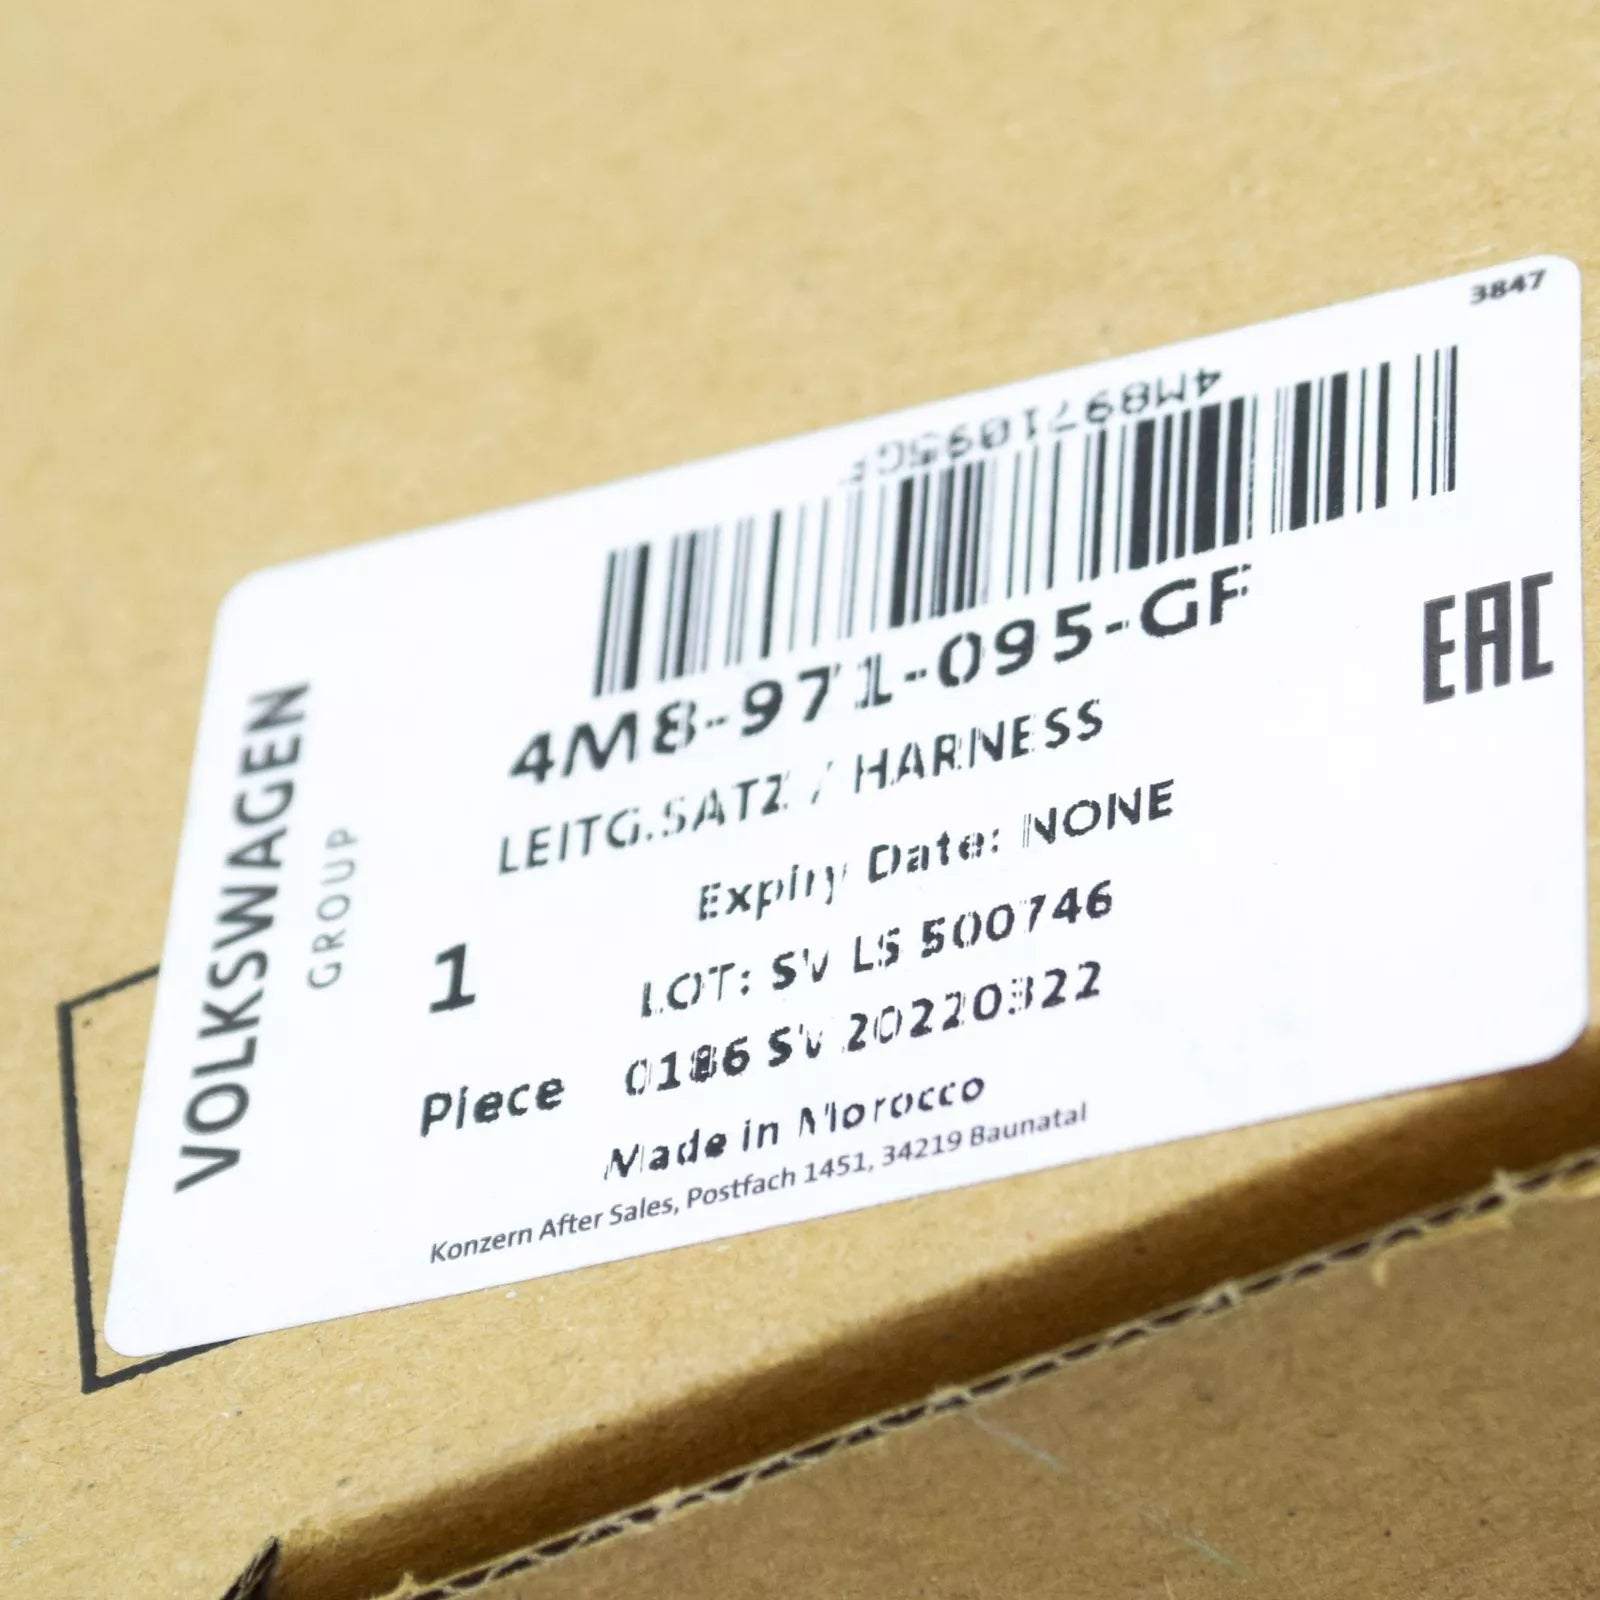 3847
4M8971095GF
4M8-971-095-GF
EAC
LEITG.SATZ / HARNESS
Expiry Date: NONE
LOT: SV LS 500746
1
0186 SV 20220322
Piece
Made in Morocco
Konzern After Sales, Postfach 1451, 34219 Baunatal
VOLKSWAGEN
GROUP